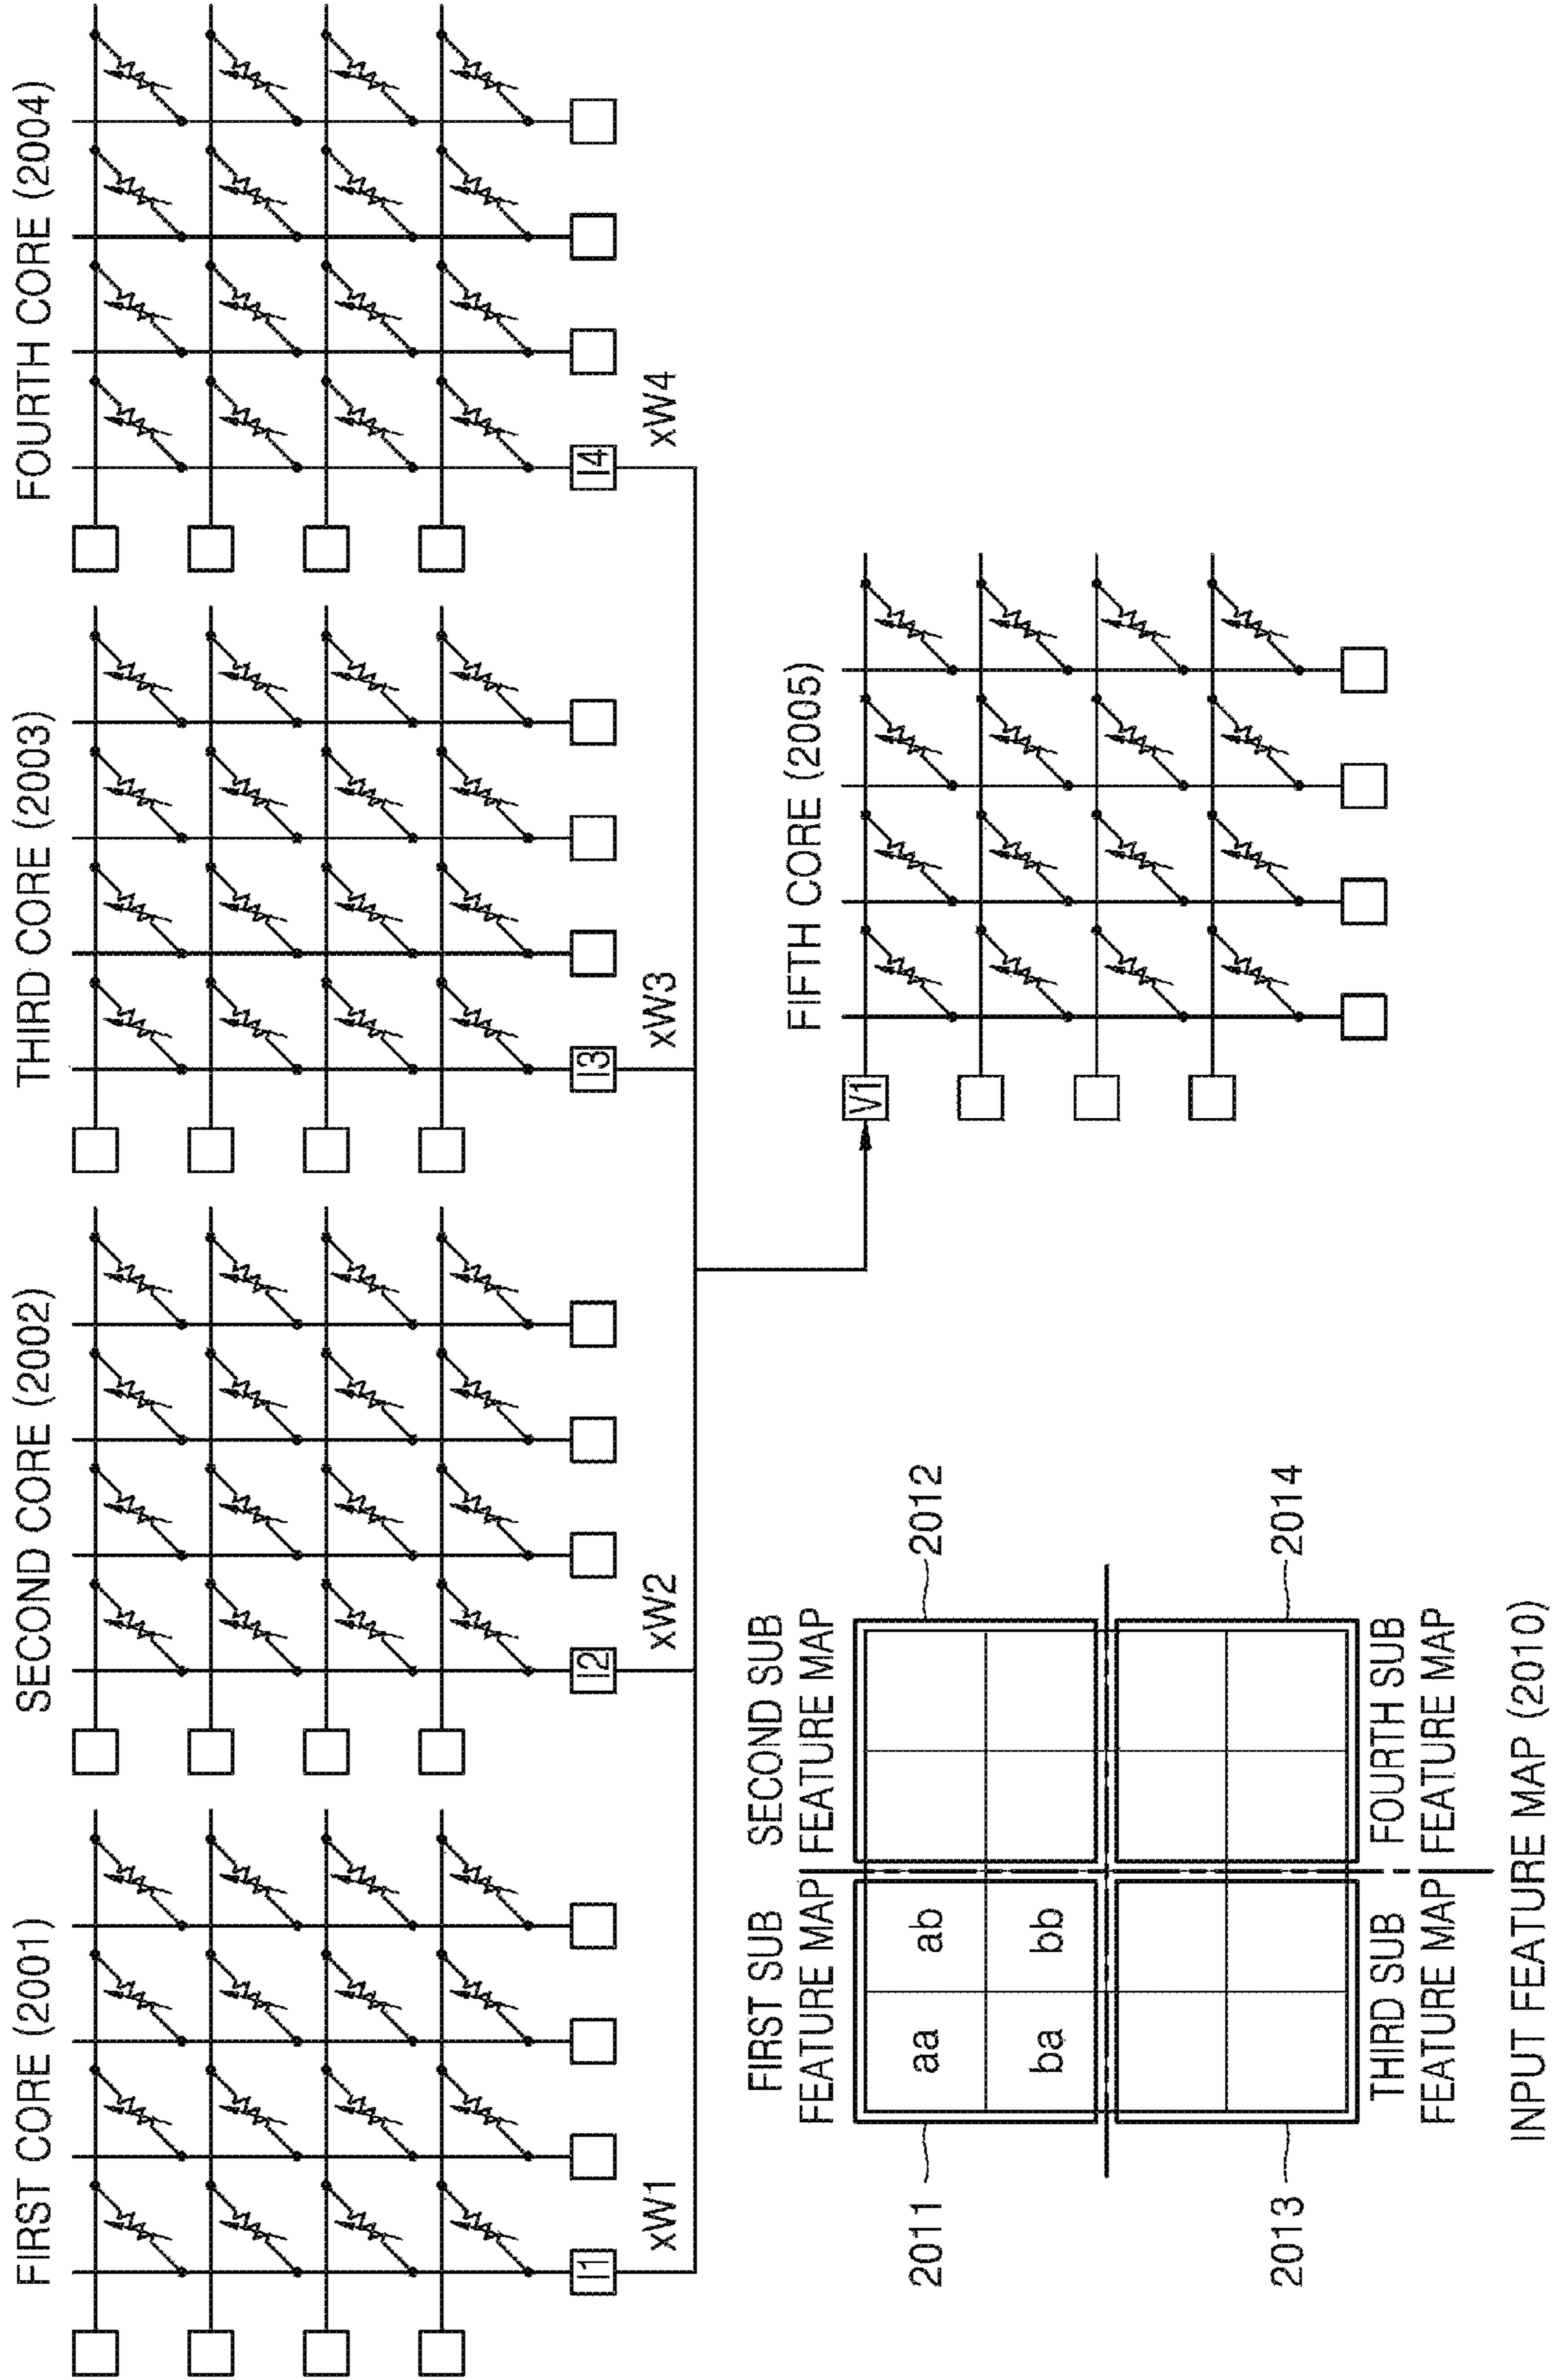 FIRST CORE (2001)
SECOND CORE (2002)
THIRD CORE (2003)
FOURTH CORE (2004)
I1
I2
I3
I4
xW1
xW2
xW3
xW4
FIRST SUB
FEATURE MAP
SECOND SUB
FEATURE MAP
2011
2012
aa
ab
ba
bb
2013
2014
THIRD SUB
FEATURE MAP
FOURTH SUB
FEATURE MAP
INPUT FEATURE MAP (2010)
FIFTH CORE (2005)
V1